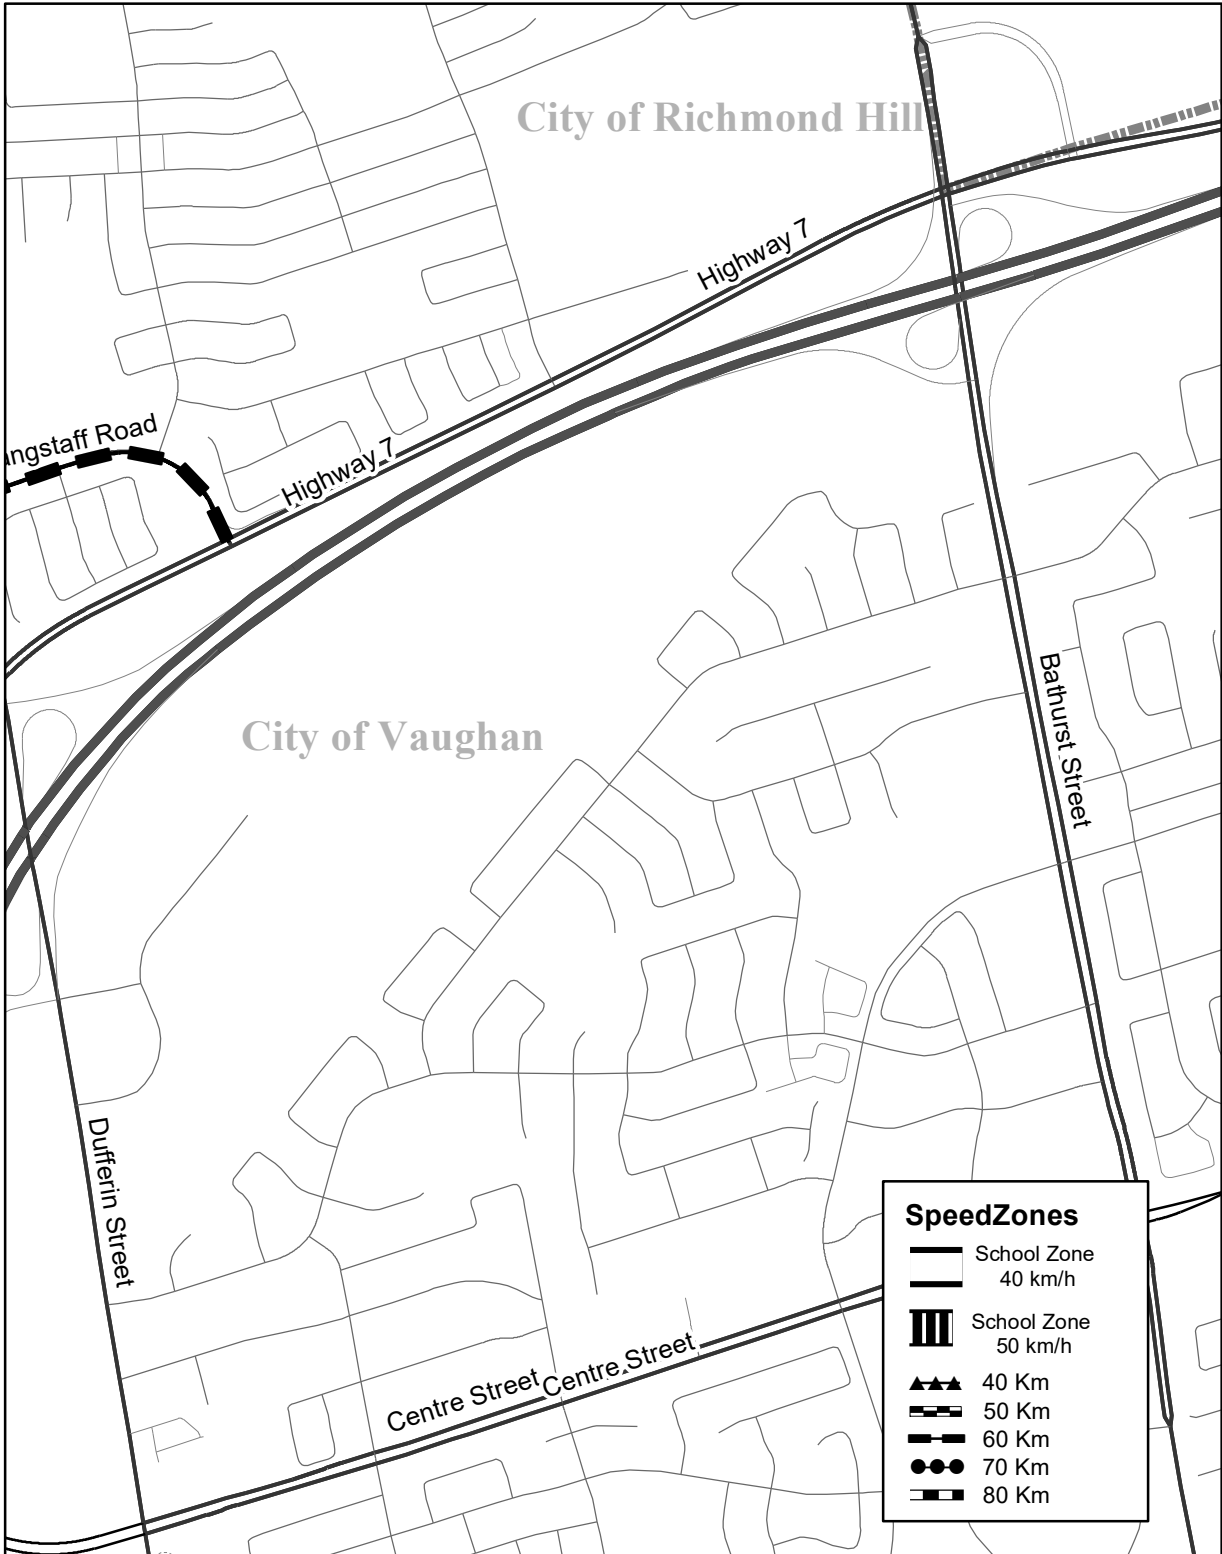 City of Richmond Hill
Highway 7
angstaff Road
Highway 7
Bathurst Street
City of Vaughan
Dufferin Street
Centre Street
Centre Street
SpeedZones
School Zone
40 km/h
School Zone
50 km/h
40 Km
50 Km
60 Km
70 Km
80 Km